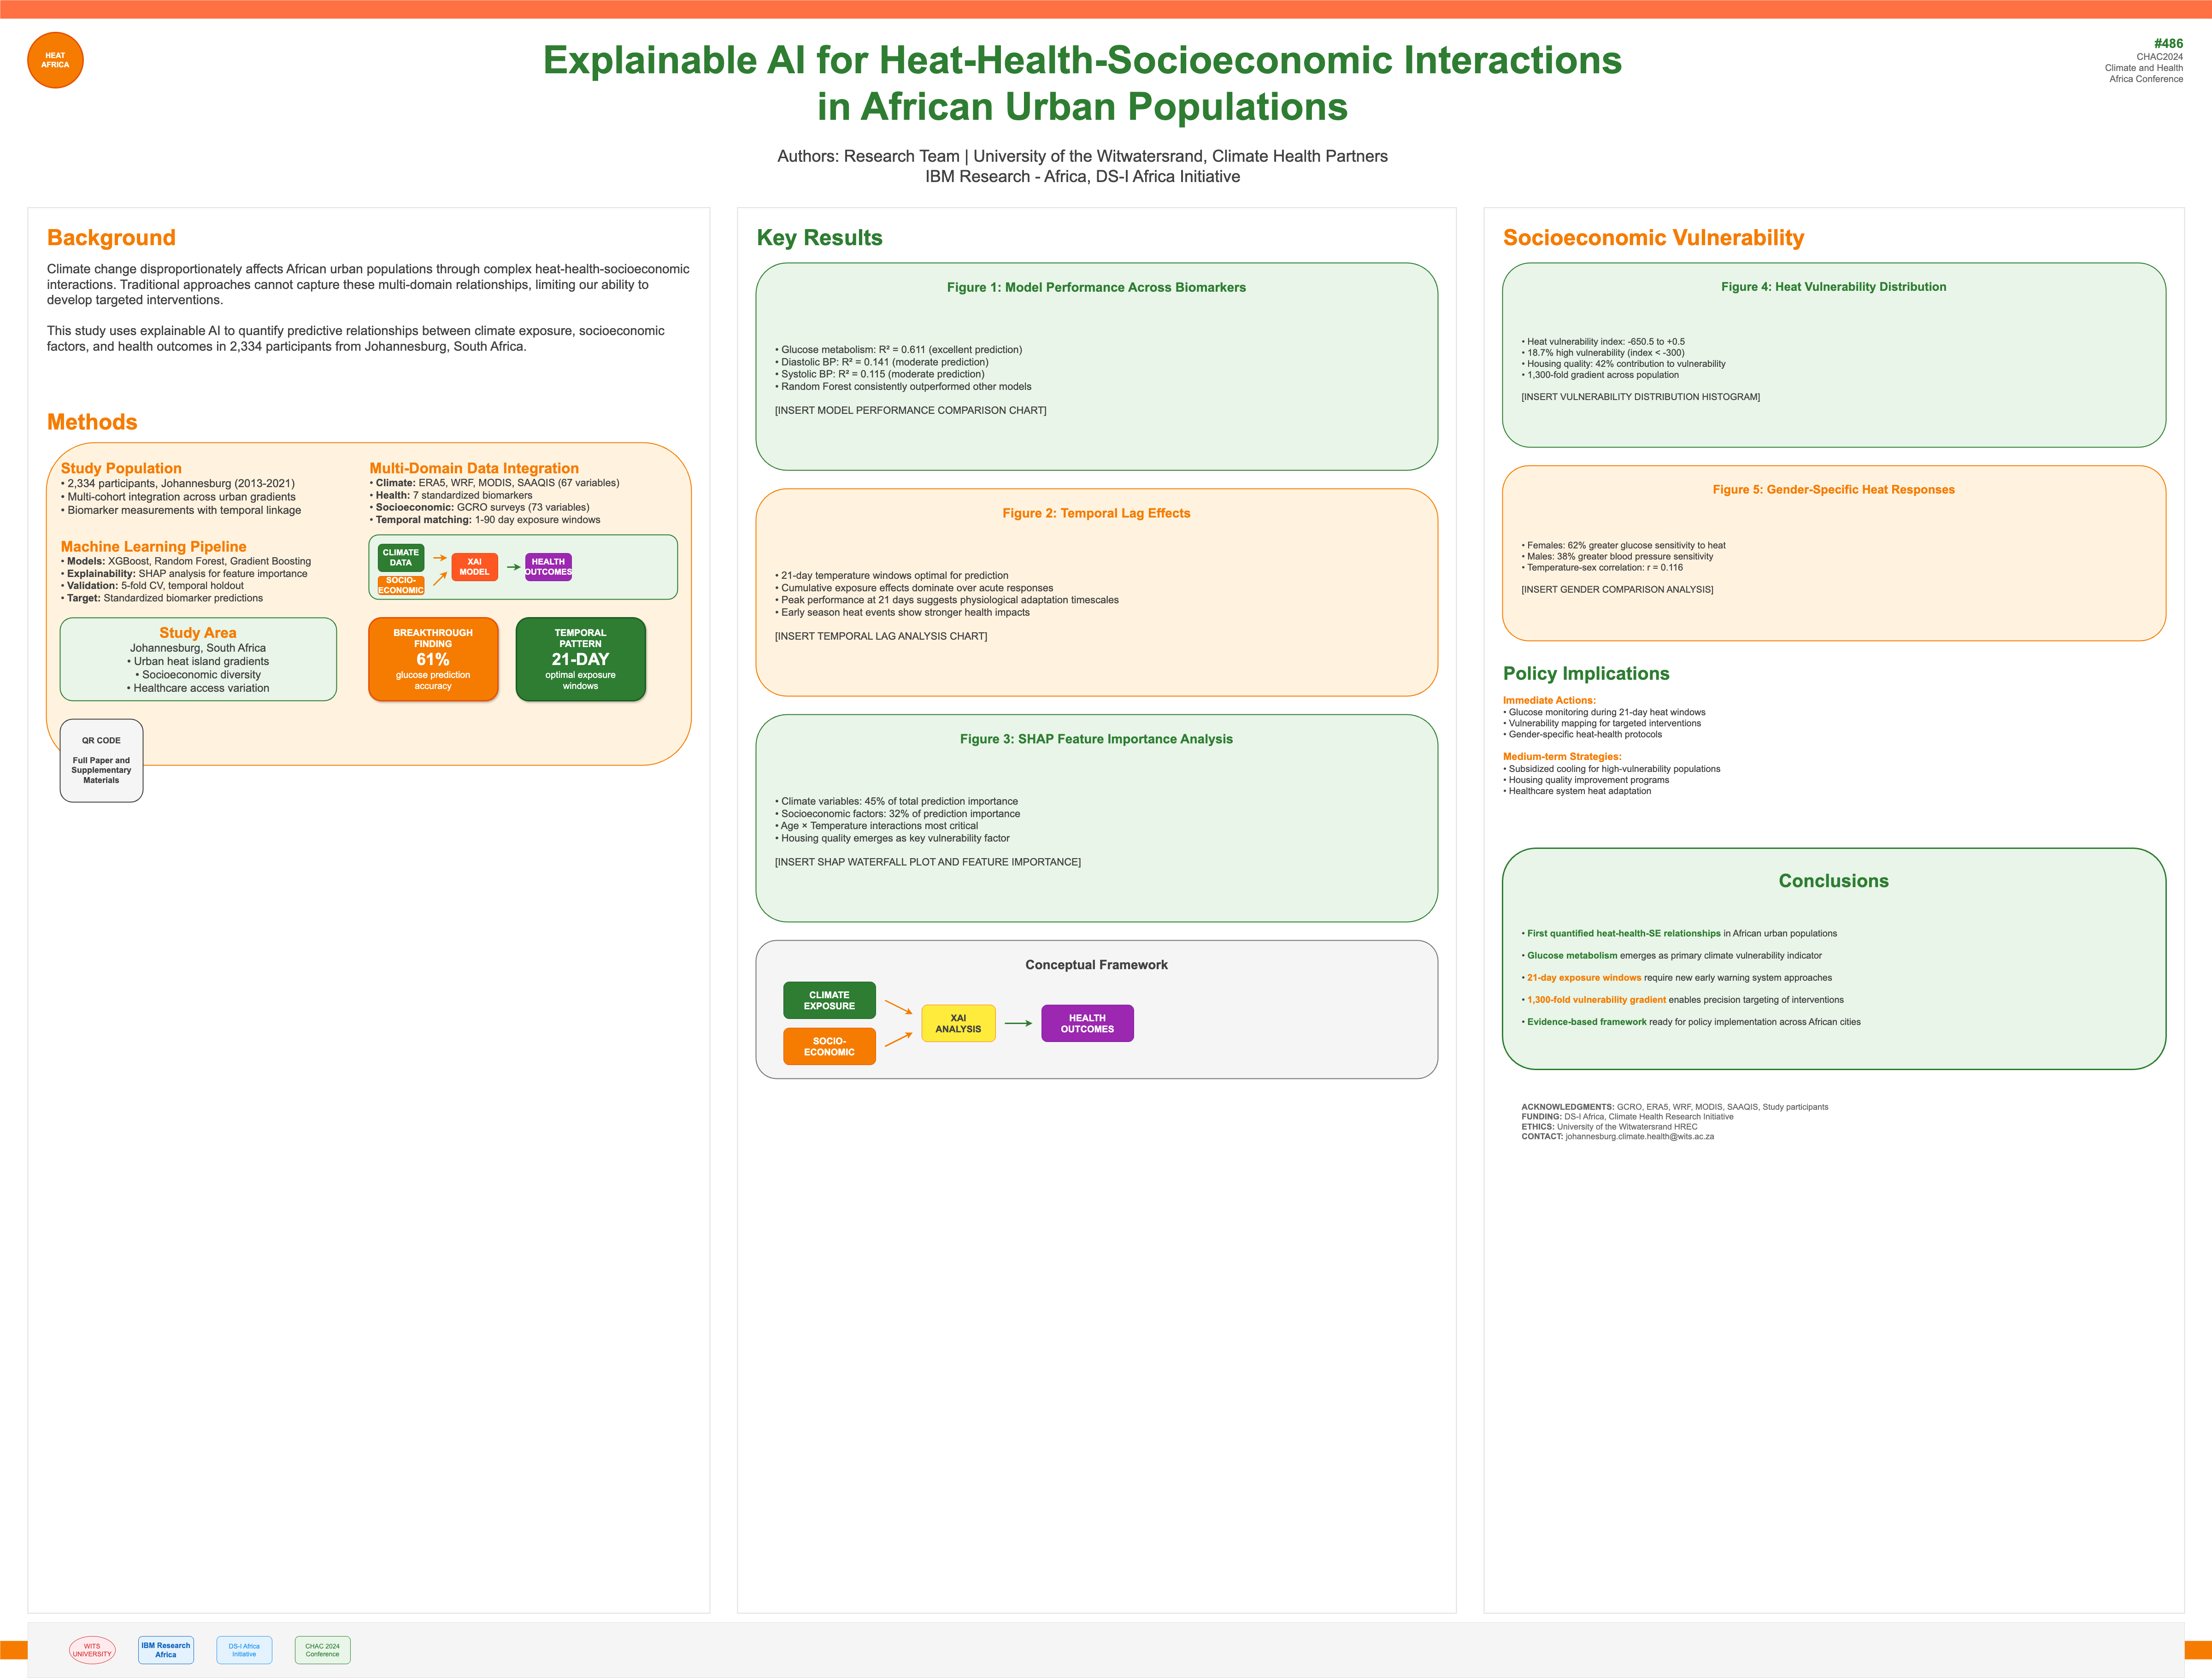 HEAT
AFRICA
Explainable AI for Heat-Health-Socioeconomic Interactions
in African Urban Populations
#486
CHAC2024
Climate and Health
Africa Conference
Authors: Research Team | University of the Witwatersrand, Climate Health Partners
IBM Research - Africa, DS-I Africa Initiative
Background
Climate change disproportionately affects African urban populations through complex heat-health-socioeconomic
interactions. Traditional approaches cannot capture these multi-domain relationships, limiting our ability to
develop targeted interventions.
This study uses explainable AI to quantify predictive relationships between climate exposure, socioeconomic
factors, and health outcomes in 2,334 participants from Johannesburg, South Africa.
Methods
Study Population
• 2,334 participants, Johannesburg (2013-2021)
• Multi-cohort integration across urban gradients
• Biomarker measurements with temporal linkage
Multi-Domain Data Integration
• Climate: ERA5, WRF, MODIS, SAAQIS (67 variables)
• Health: 7 standardized biomarkers
• Socioeconomic: GCRO surveys (73 variables)
• Temporal matching: 1-90 day exposure windows
Machine Learning Pipeline
• Models: XGBoost, Random Forest, Gradient Boosting
• Explainability: SHAP analysis for feature importance
• Validation: 5-fold CV, temporal holdout
• Target: Standardized biomarker predictions
CLIMATE
DATA
SOCIO-
ECONOMIC
XAI
MODEL
HEALTH
OUTCOMES
Study Area
Johannesburg, South Africa
• Urban heat island gradients
• Socioeconomic diversity
• Healthcare access variation
BREAKTHROUGH
FINDING
61%
glucose prediction
accuracy
TEMPORAL
PATTERN
21-DAY
optimal exposure
windows
QR CODE
Full Paper and
Supplementary
Materials
Key Results
Figure 1: Model Performance Across Biomarkers
• Glucose metabolism: R² = 0.611 (excellent prediction)
• Diastolic BP: R² = 0.141 (moderate prediction)
• Systolic BP: R² = 0.115 (moderate prediction)
• Random Forest consistently outperformed other models
[INSERT MODEL PERFORMANCE COMPARISON CHART]
Figure 2: Temporal Lag Effects
• 21-day temperature windows optimal for prediction
• Cumulative exposure effects dominate over acute responses
• Peak performance at 21 days suggests physiological adaptation timescales
• Early season heat events show stronger health impacts
[INSERT TEMPORAL LAG ANALYSIS CHART]
Figure 3: SHAP Feature Importance Analysis
• Climate variables: 45% of total prediction importance
• Socioeconomic factors: 32% of prediction importance
• Age × Temperature interactions most critical
• Housing quality emerges as key vulnerability factor
[INSERT SHAP WATERFALL PLOT AND FEATURE IMPORTANCE]
Conceptual Framework
CLIMATE
EXPOSURE
SOCIO-
ECONOMIC
XAI
ANALYSIS
HEALTH
OUTCOMES
Socioeconomic Vulnerability
Figure 4: Heat Vulnerability Distribution
• Heat vulnerability index: -650.5 to +0.5
• 18.7% high vulnerability (index < -300)
• Housing quality: 42% contribution to vulnerability
• 1,300-fold gradient across population
[INSERT VULNERABILITY DISTRIBUTION HISTOGRAM]
Figure 5: Gender-Specific Heat Responses
• Females: 62% greater glucose sensitivity to heat
• Males: 38% greater blood pressure sensitivity
• Temperature-sex correlation: r = 0.116
[INSERT GENDER COMPARISON ANALYSIS]
Policy Implications
Immediate Actions:
• Glucose monitoring during 21-day heat windows
• Vulnerability mapping for targeted interventions
• Gender-specific heat-health protocols
Medium-term Strategies:
• Subsidized cooling for high-vulnerability populations
• Housing quality improvement programs
• Healthcare system heat adaptation
Conclusions
• First quantified heat-health-SE relationships in African urban populations
• Glucose metabolism emerges as primary climate vulnerability indicator
• 21-day exposure windows require new early warning system approaches
• 1,300-fold vulnerability gradient enables precision targeting of interventions
• Evidence-based framework ready for policy implementation across African cities
ACKNOWLEDGMENTS: GCRO, ERA5, WRF, MODIS, SAAQIS, Study participants
FUNDING: DS-I Africa, Climate Health Research Initiative
ETHICS: University of the Witwatersrand HREC
CONTACT: johannesburg.climate.health@wits.ac.za
WITS
UNIVERSITY
IBM Research
Africa
DS-I Africa
Initiative
CHAC 2024
Conference